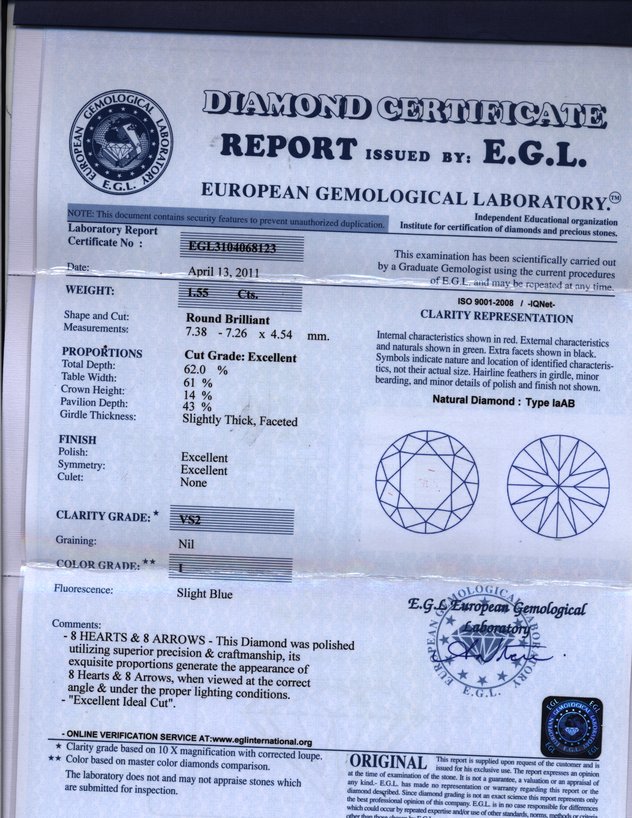 DIAMOND CERTIFICATE
REPORT ISSUED BY: E.G.L.
EUROPEAN GEMOLOGICAL LABORATORY.™
EUROPEAN GEMOLOGICAL LABORATORY
E.G.L.
NOTE: This document contains security features to prevent unauthorized duplication.
Independent Educational organization
Institute for certification of diamonds and precious stones.
Laboratory Report
Certificate No : EGL3104068123
Date: April 13, 2011
WEIGHT: 1.55 Cts.
Shape and Cut: Round Brilliant
Measurements: 7.38 - 7.26 x 4.54 mm.
PROPORTIONS Cut Grade: Excellent
Total Depth: 62.0 %
Table Width: 61 %
Crown Height: 14 %
Pavilion Depth: 43 %
Girdle Thickness: Slightly Thick, Faceted
FINISH
Polish: Excellent
Symmetry: Excellent
Culet: None
CLARITY GRADE: * VS2
Graining: Nil
COLOR GRADE: ** I
Fluorescence: Slight Blue
Comments:
- 8 HEARTS & 8 ARROWS - This Diamond was polished
utilizing superior precision & craftmanship, its
exquisite proportions generate the appearance of
8 Hearts & 8 Arrows, when viewed at the correct
angle & under the proper lighting conditions.
- "Excellent Ideal Cut".
- ONLINE VERIFICATION SERVICE AT:www.eglinternational.org
* Clarity grade based on 10 X magnification with corrected loupe.
** Color based on master color diamonds comparison.
The laboratory does not and may not appraise stones which
are submitted for inspection.
This examination has been scientifically carried out
by a Graduate Gemologist using the current procedures
of E.G.L. and may be repeated at any time.
ISO 9001-2008 / -IQNet-
CLARITY REPRESENTATION
Internal characteristics shown in red. External characteristics
and naturals shown in green. Extra facets shown in black.
Symbols indicate nature and location of identified characteris-
tics, not their actual size. Hairline feathers in girdle, minor
bearding, and minor details of polish and finish not shown.
Natural Diamond : Type IaAB
E.G.L European Gemological
Laboratory
EUROPEAN GEMOLOGICAL LABORATORY
E.G.L.
EGL
EGL
EGL
EGL
ORIGINAL This report is supplied upon request of the customer and is
issued for his exclusive use. The report expresses an opinion
at the time of examination of the stone. It is not a guarantee, a valuation or an appraisal of
any kind.- E.G.L. has made no representation or warranty regarding this report or the
diamond described. Since diamond grading is not an exact science this report represents only
the best professional opinion of this company. E.G.L. is in no case responsible for differences
which could occur by repeated expertise and/or use of other standards, norms, methods or criteria